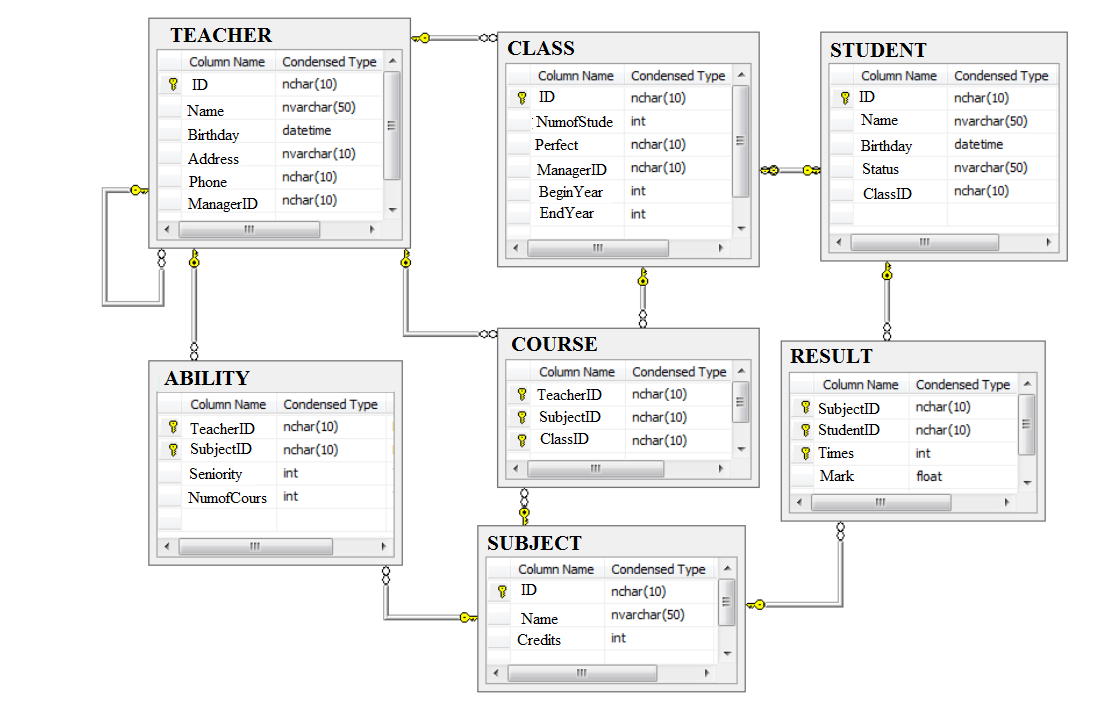 TEACHER
Column Name Condensed Type
ID nchar(10)
Name nvarchar(50)
Birthday datetime
Address nvarchar(10)
Phone nchar(10)
ManagerID nchar(10)
CLASS
Column Name Condensed Type
ID nchar(10)
NumofStude int
Perfect nchar(10)
ManagerID nchar(10)
BeginYear int
EndYear int
STUDENT
Column Name Condensed Type
ID nchar(10)
Name nvarchar(50)
Birthday datetime
Status nvarchar(50)
ClassID nchar(10)
ABILITY
Column Name Condensed Type
TeacherID nchar(10)
SubjectID nchar(10)
Seniority int
NumofCours int
COURSE
Column Name Condensed Type
TeacherID nchar(10)
SubjectID nchar(10)
ClassID nchar(10)
RESULT
Column Name Condensed Type
SubjectID nchar(10)
StudentID nchar(10)
Times int
Mark float
SUBJECT
Column Name Condensed Type
ID nchar(10)
Name nvarchar(50)
Credits int